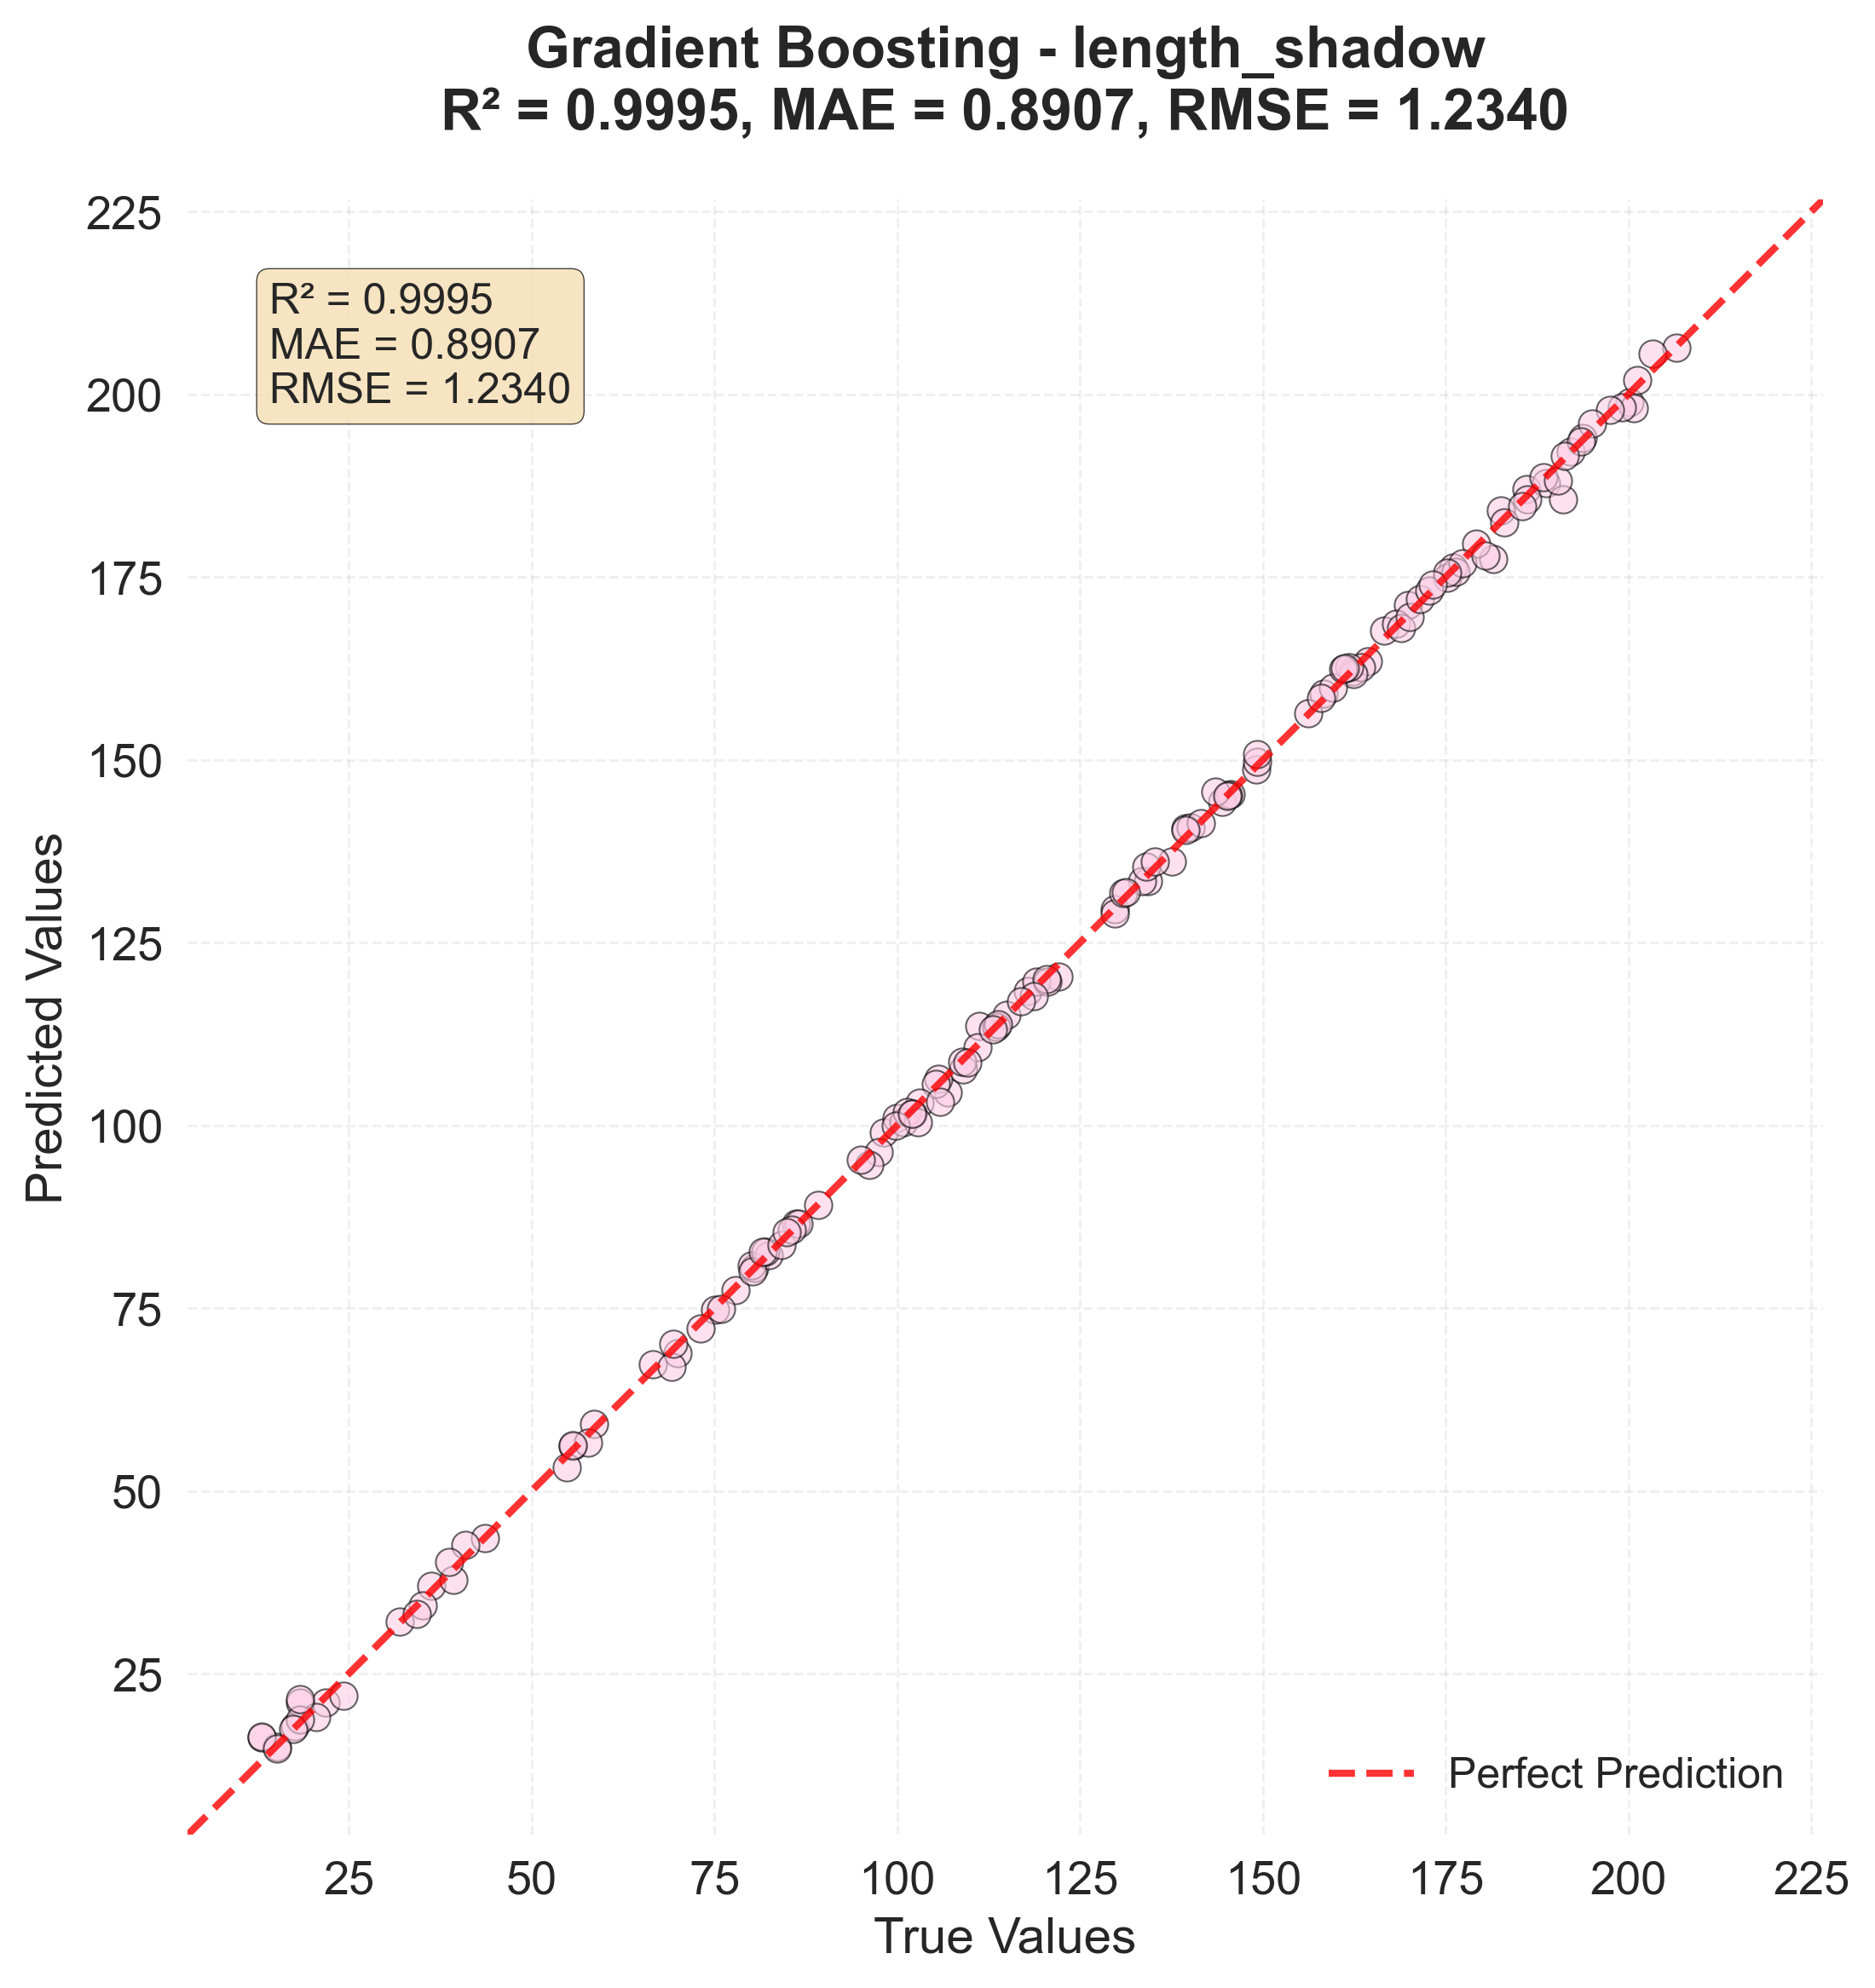 Gradient Boosting - length_shadow
R² = 0.9995, MAE = 0.8907, RMSE = 1.2340
225
200
175
150
125
100
75
50
25
R² = 0.9995
MAE = 0.8907
RMSE = 1.2340
Predicted Values
Perfect Prediction
25 50 75 100 125 150 175 200 225
True Values